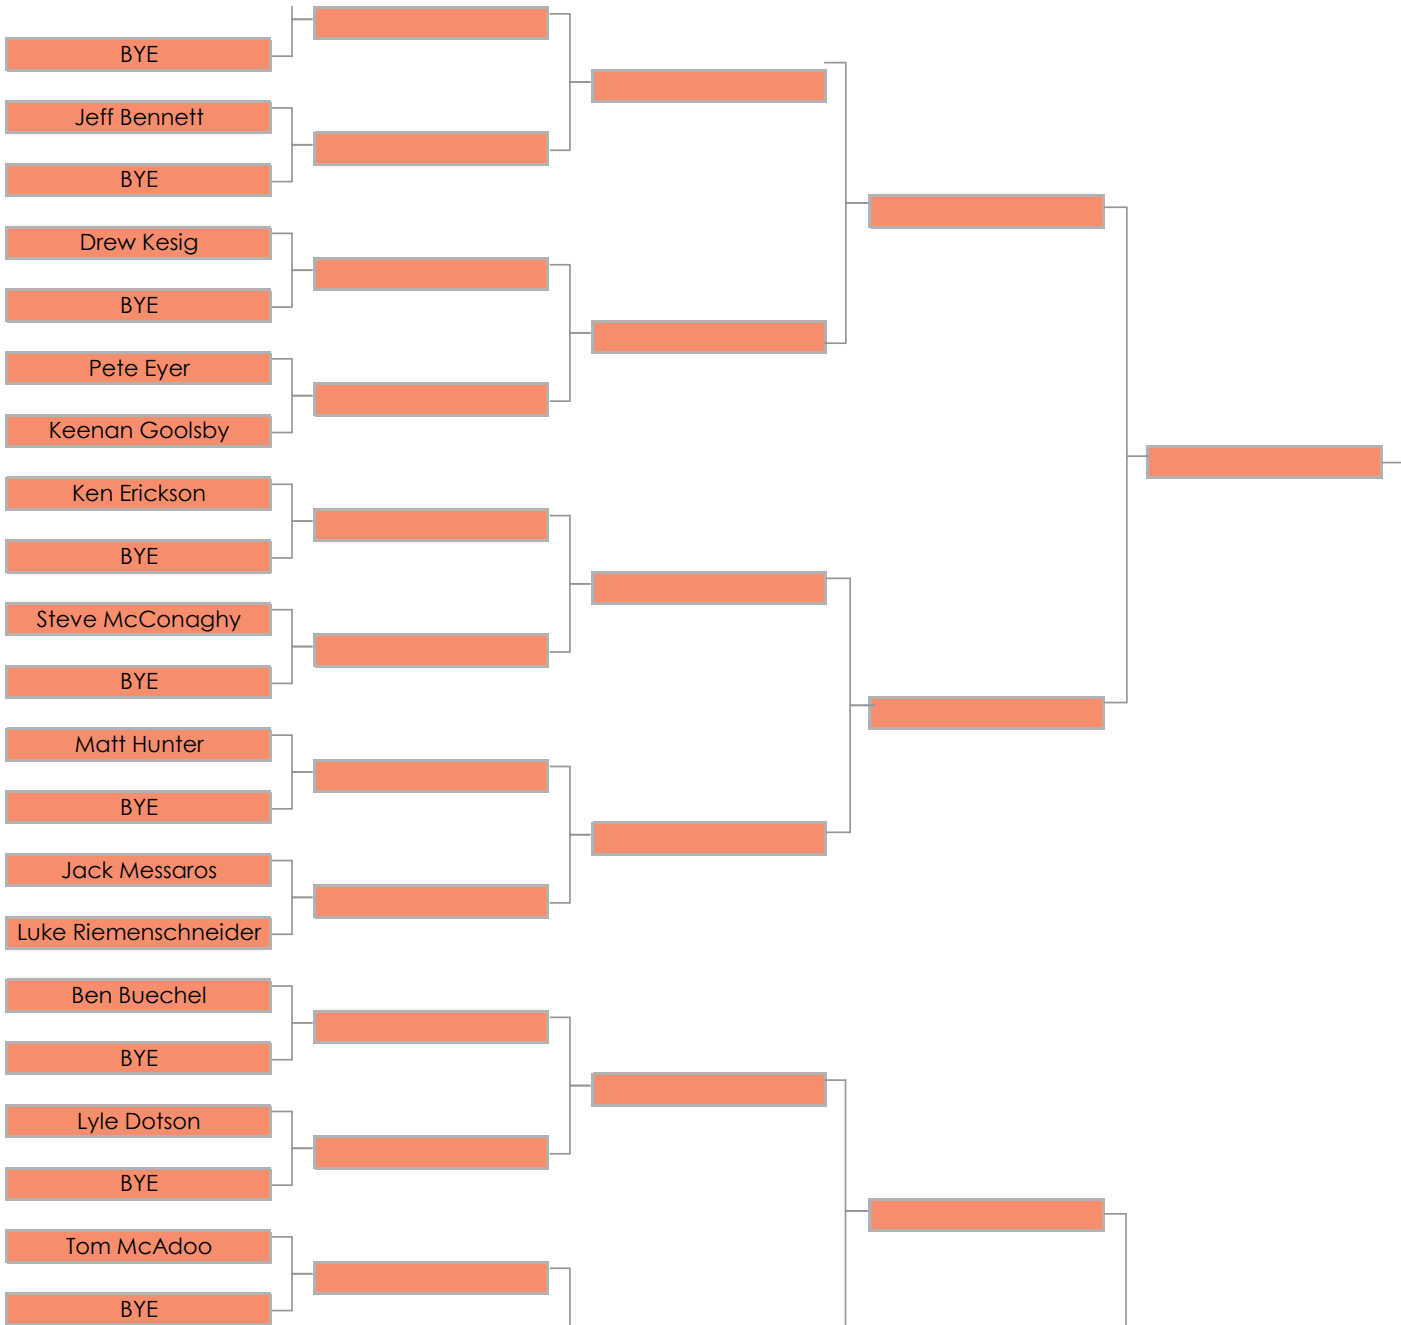 BYE
Jeff Bennett
BYE
Drew Kesig
BYE
Pete Eyer
Keenan Goolsby
Ken Erickson
BYE
Steve McConaghy
BYE
Matt Hunter
BYE
Jack Messaros
Luke Riemenschneider
Ben Buechel
BYE
Lyle Dotson
BYE
Tom McAdoo
BYE